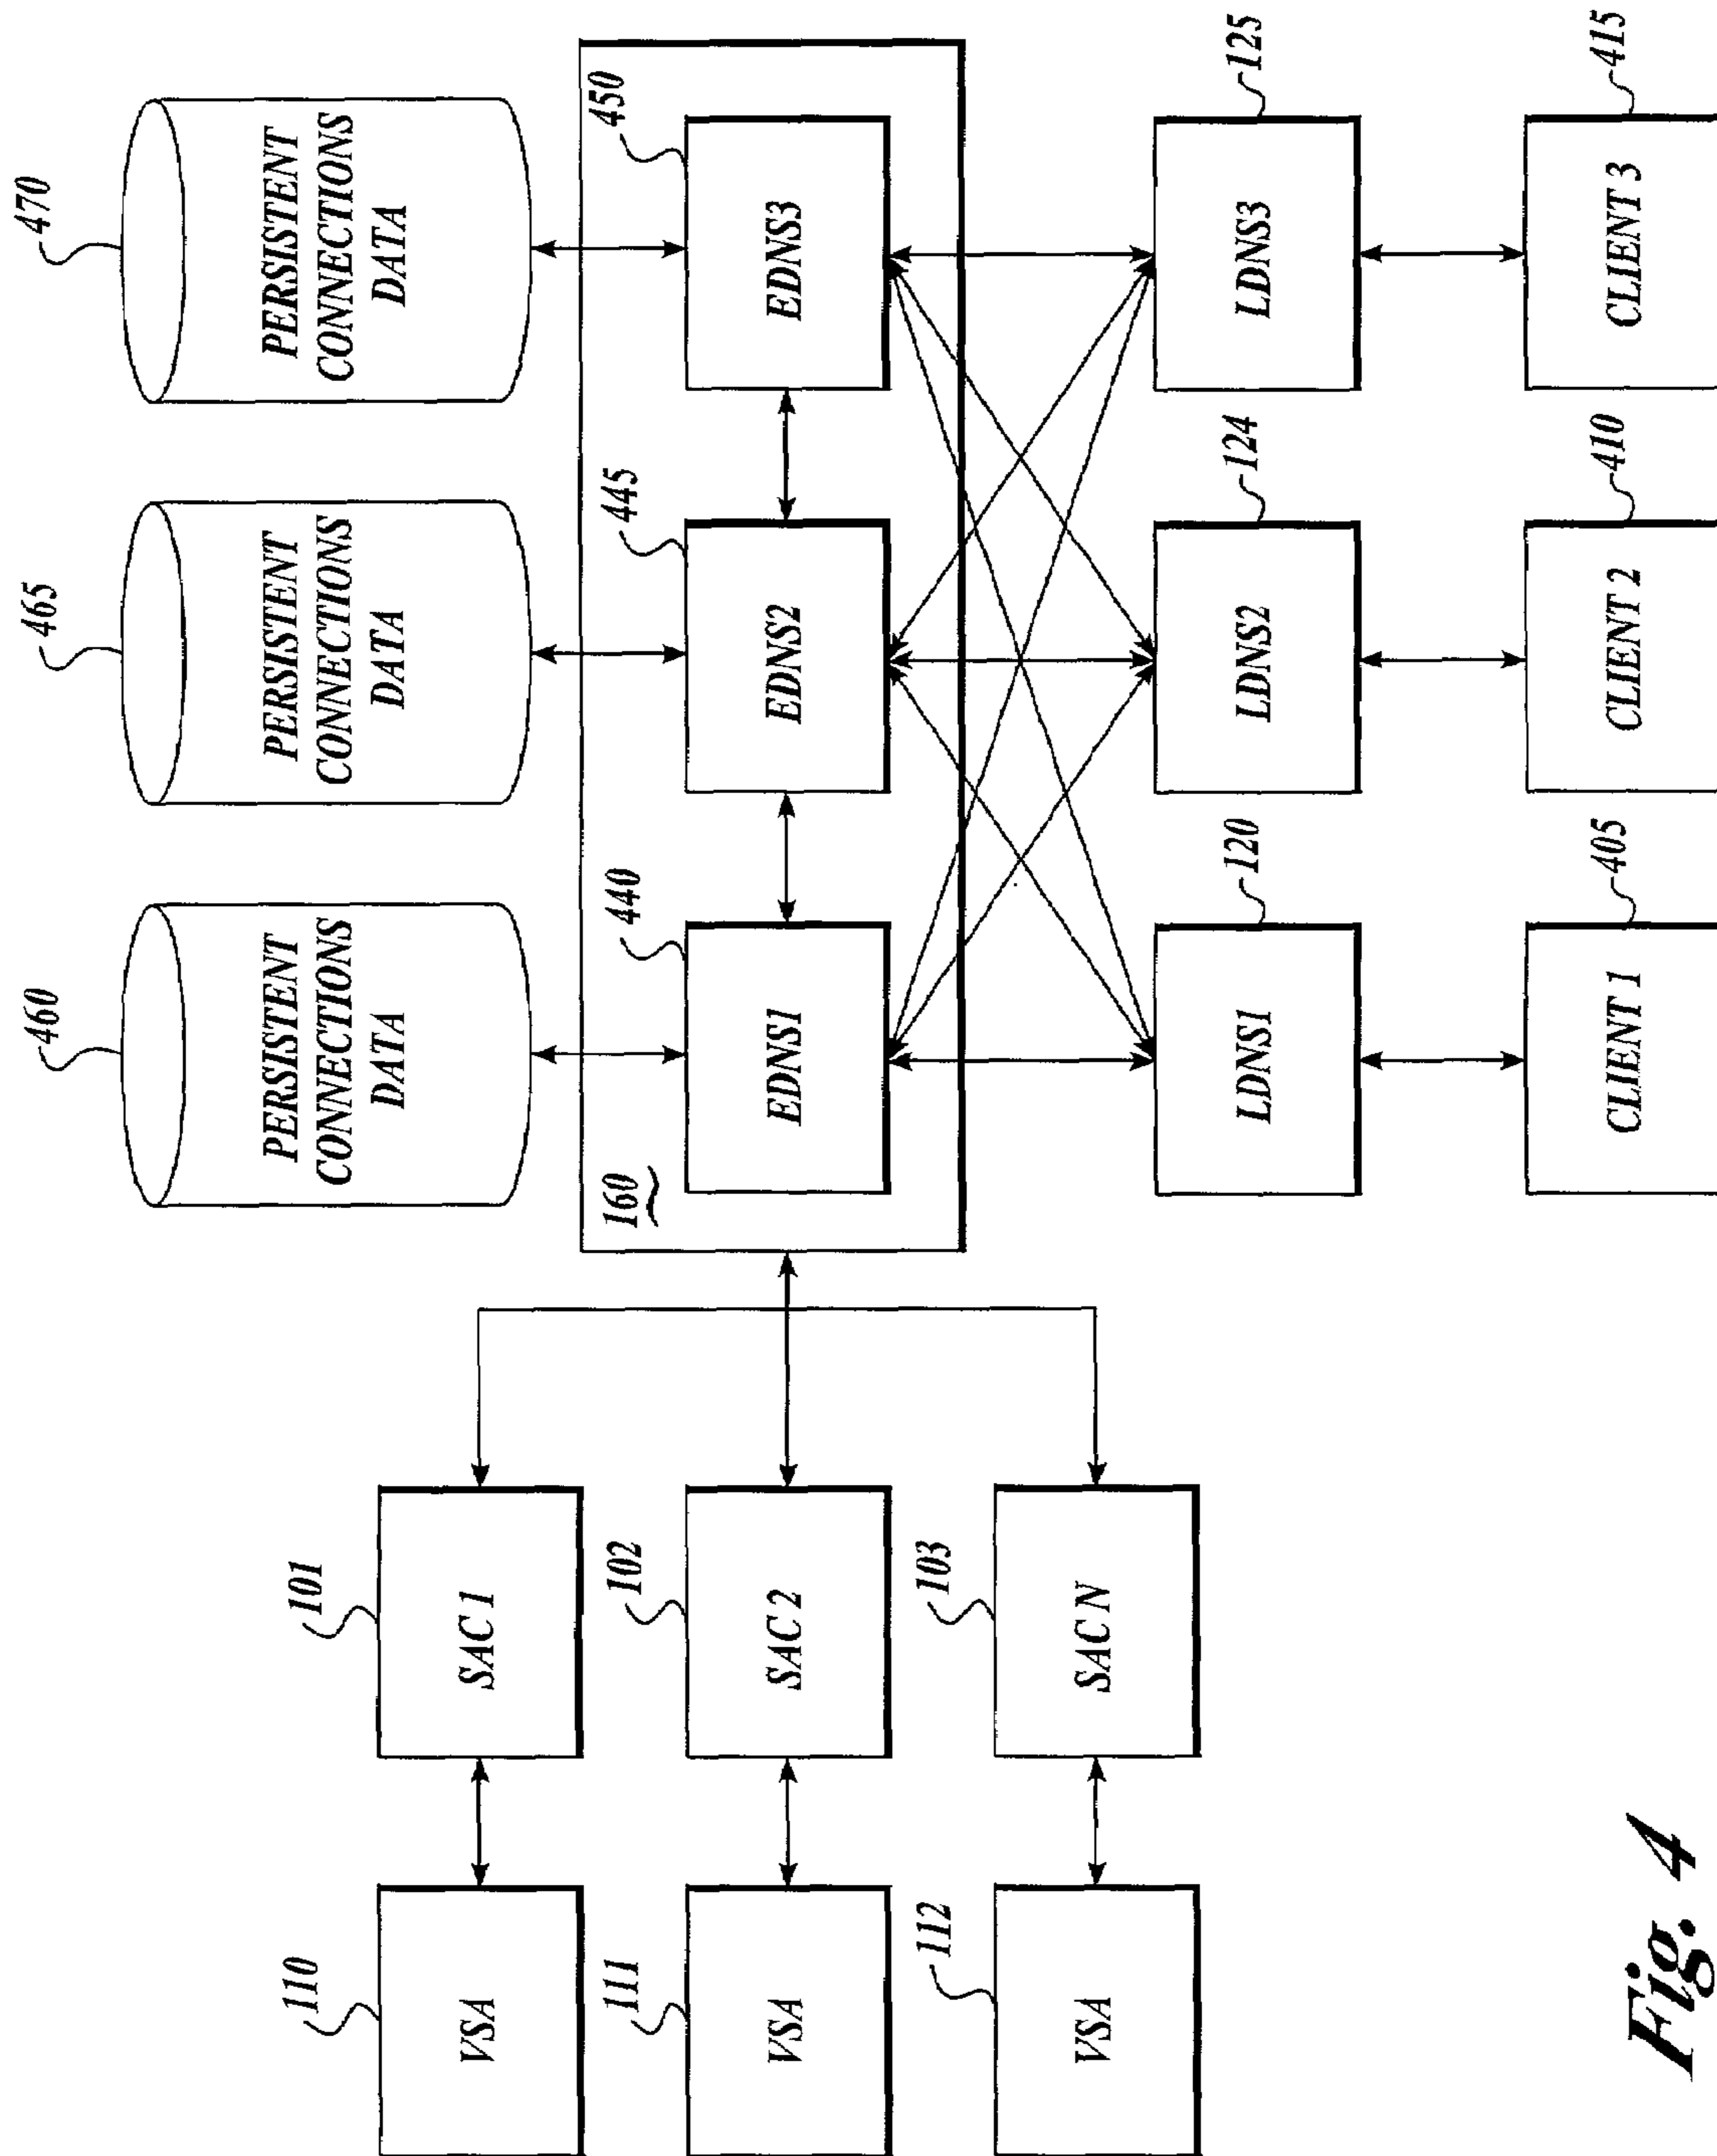 470
PERSISTENT
CONNECTIONS
DATA
465
PERSISTENT
CONNECTIONS
DATA
460
PERSISTENT
CONNECTIONS
DATA
450
EDNS3
445
EDNS2
440
EDNS1
160
125
LDNS3
124
LDNS2
120
LDNS1
415
CLIENT 3
410
CLIENT 2
405
CLIENT 1
101
SAC 1
102
SAC 2
103
SAC N
110
VSA
111
VSA
112
VSA
Fig. 4